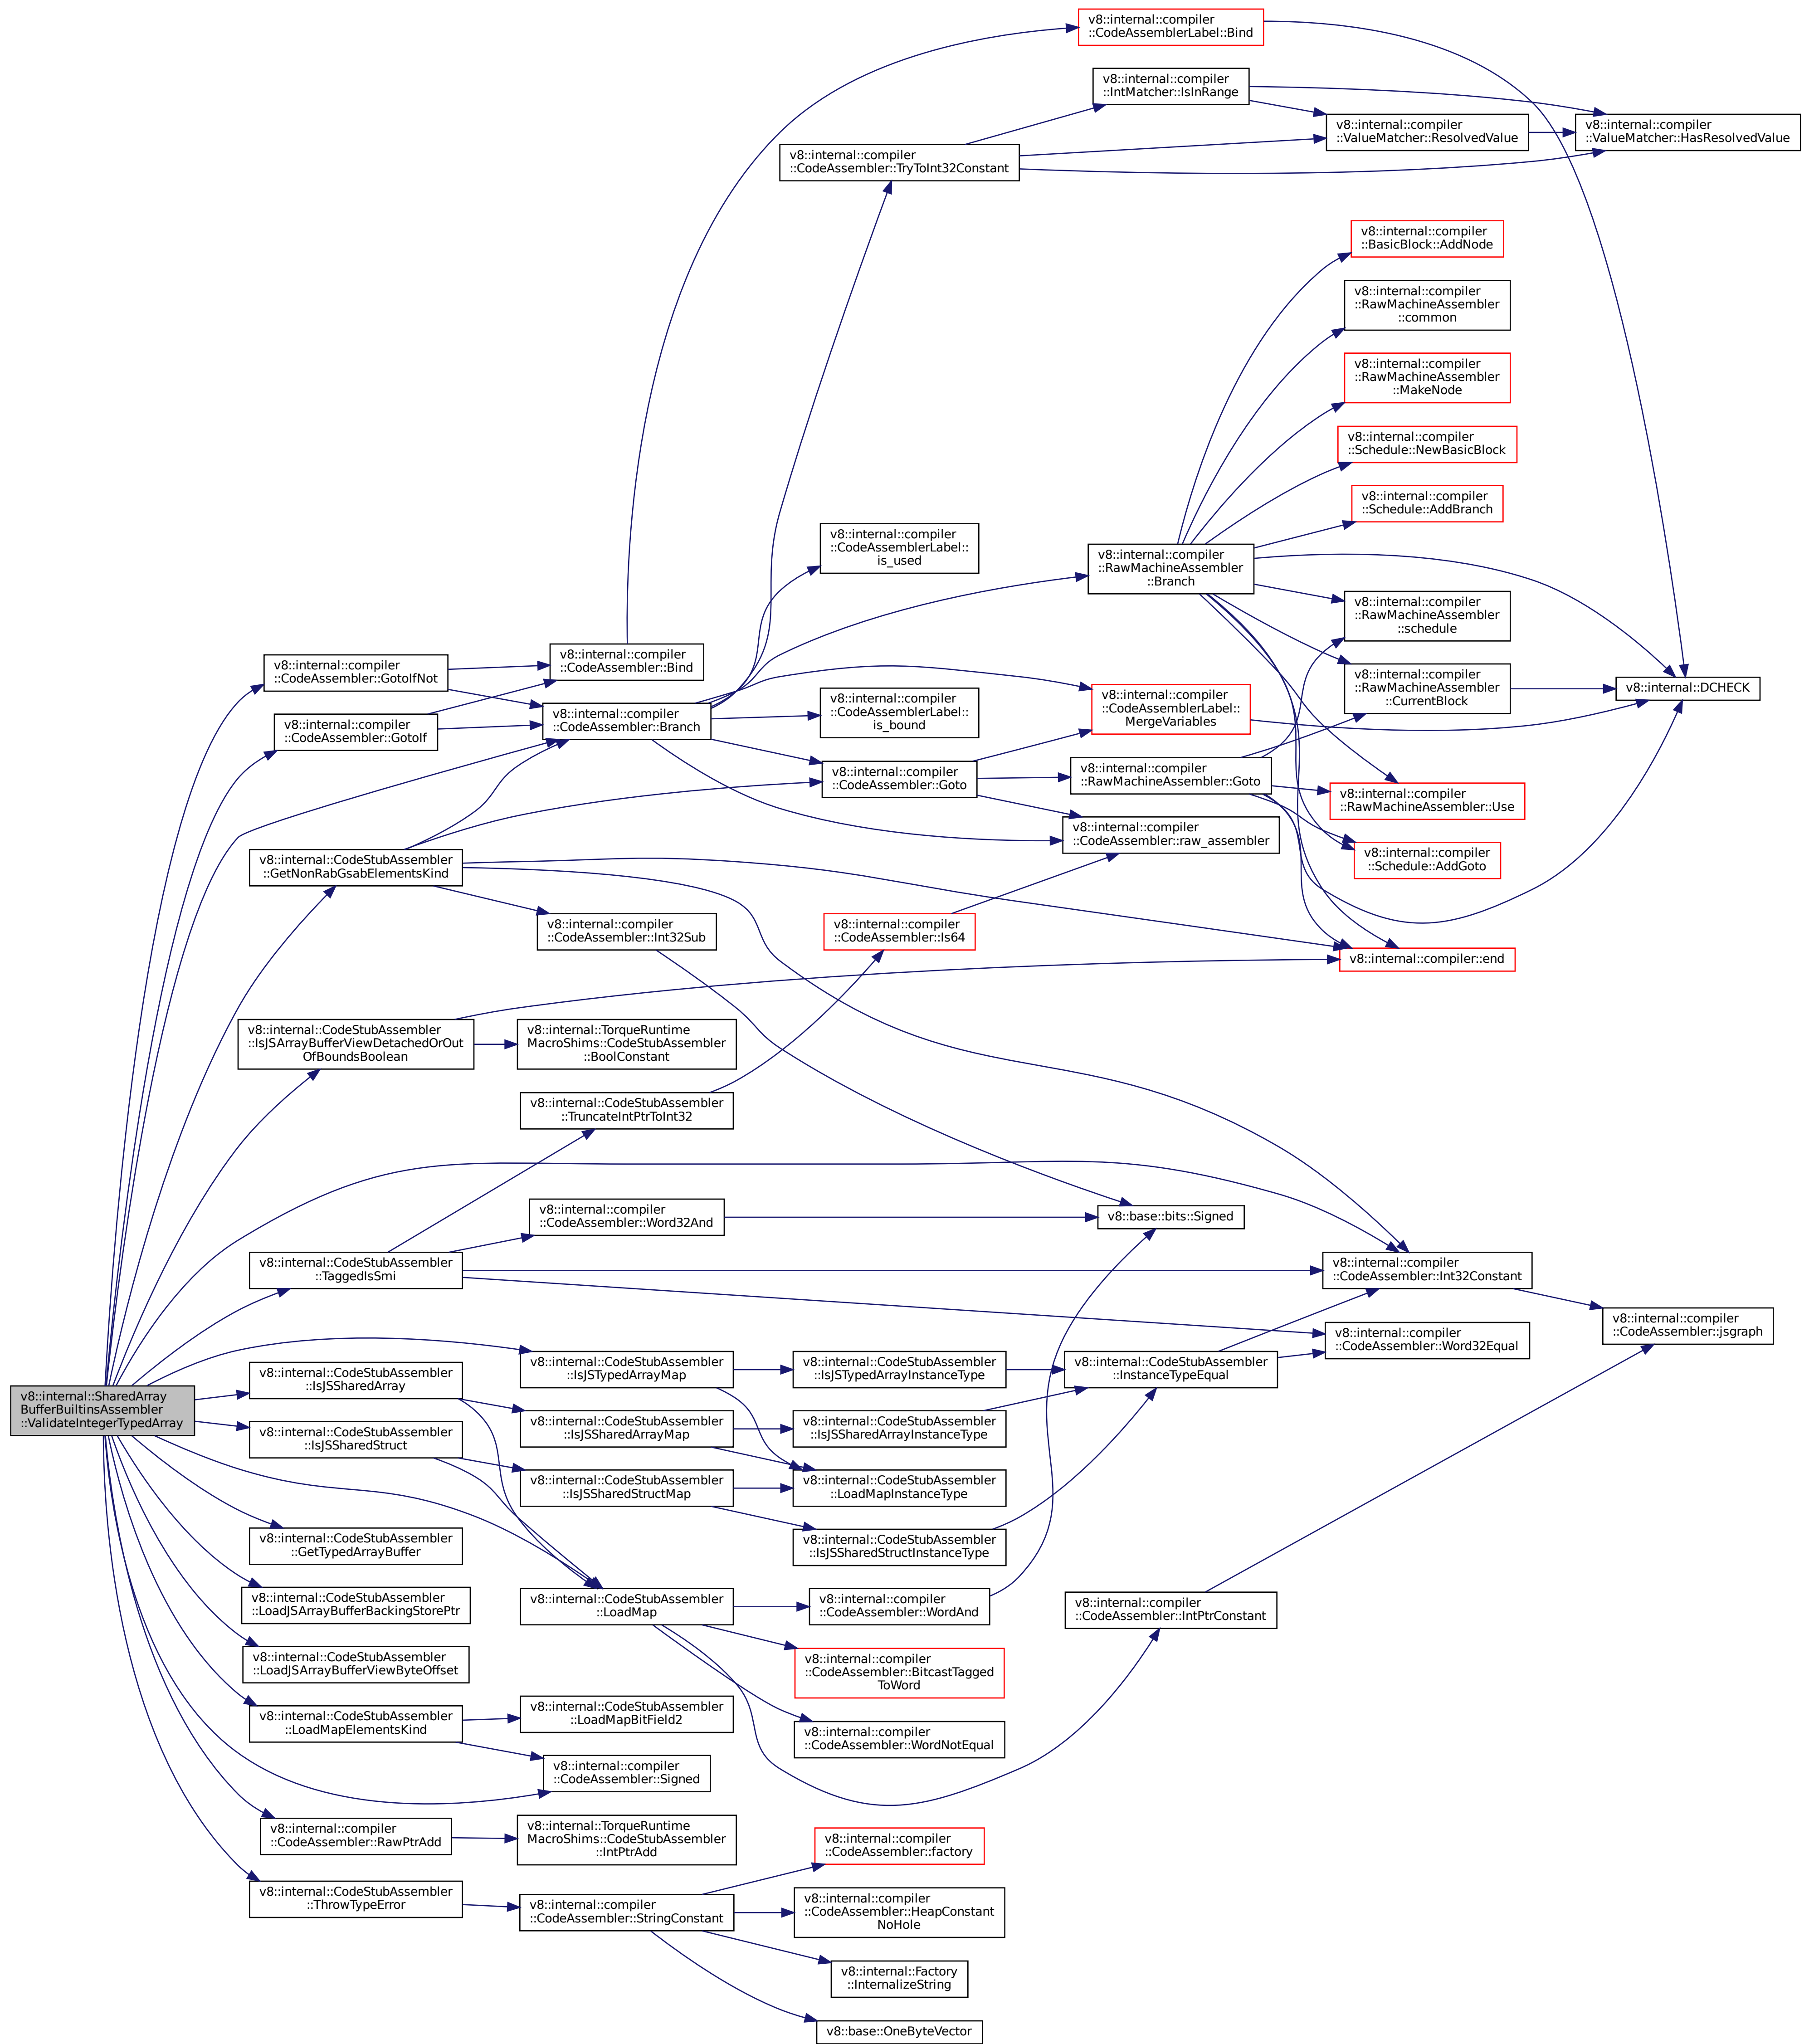 v8::internal::compiler
::CodeAssemblerLabel::Bind
v8::internal::compiler
::IntMatcher::IsInRange
v8::internal::compiler
::ValueMatcher::ResolvedValue
v8::internal::compiler
::ValueMatcher::HasResolvedValue
v8::internal::compiler
::CodeAssembler::TryToInt32Constant
v8::internal::compiler
::BasicBlock::AddNode
v8::internal::compiler
::RawMachineAssembler
::common
v8::internal::compiler
::RawMachineAssembler
::MakeNode
v8::internal::compiler
::Schedule::NewBasicBlock
v8::internal::compiler
::Schedule::AddBranch
v8::internal::compiler
::CodeAssemblerLabel::
is_used
v8::internal::compiler
::RawMachineAssembler
::Branch
v8::internal::compiler
::RawMachineAssembler
::schedule
v8::internal::compiler
::CodeAssembler::GotoIfNot
v8::internal::compiler
::CodeAssembler::Bind
v8::internal::compiler
::RawMachineAssembler
::CurrentBlock
v8::internal::DCHECK
v8::internal::compiler
::CodeAssembler::GotoIf
v8::internal::compiler
::CodeAssembler::Branch
v8::internal::compiler
::CodeAssemblerLabel::
is_bound
v8::internal::compiler
::CodeAssemblerLabel::
MergeVariables
v8::internal::compiler
::CodeAssembler::Goto
v8::internal::compiler
::RawMachineAssembler::Goto
v8::internal::compiler
::RawMachineAssembler::Use
v8::internal::compiler
::CodeAssembler::raw_assembler
v8::internal::compiler
::Schedule::AddGoto
v8::internal::CodeStubAssembler
::GetNonRabGsabElementsKind
v8::internal::compiler
::CodeAssembler::Int32Sub
v8::internal::compiler
::CodeAssembler::Is64
v8::internal::compiler::end
v8::internal::CodeStubAssembler
::IsJSArrayBufferViewDetachedOrOut
OfBoundsBoolean
v8::internal::TorqueRuntime
MacroShims::CodeStubAssembler
::BoolConstant
v8::internal::CodeStubAssembler
::TruncateIntPtrToInt32
v8::internal::compiler
::CodeAssembler::Word32And
v8::base::bits::Signed
v8::internal::CodeStubAssembler
::TaggedIsSmi
v8::internal::compiler
::CodeAssembler::Int32Constant
v8::internal::compiler
::CodeAssembler::jsgraph
v8::internal::compiler
::CodeAssembler::Word32Equal
v8::internal::CodeStubAssembler
::IsJSTypedArrayMap
v8::internal::CodeStubAssembler
::IsJSTypedArrayInstanceType
v8::internal::CodeStubAssembler
::InstanceTypeEqual
v8::internal::CodeStubAssembler
::IsJSSharedArray
v8::internal::SharedArray
BufferBuiltinsAssembler
::ValidateIntegerTypedArray
v8::internal::CodeStubAssembler
::IsJSSharedArrayMap
v8::internal::CodeStubAssembler
::IsJSSharedArrayInstanceType
v8::internal::CodeStubAssembler
::IsJSSharedStruct
v8::internal::CodeStubAssembler
::IsJSSharedStructMap
v8::internal::CodeStubAssembler
::LoadMapInstanceType
v8::internal::CodeStubAssembler
::GetTypedArrayBuffer
v8::internal::CodeStubAssembler
::IsJSSharedStructInstanceType
v8::internal::CodeStubAssembler
::LoadJSArrayBufferBackingStorePtr
v8::internal::CodeStubAssembler
::LoadMap
v8::internal::compiler
::CodeAssembler::WordAnd
v8::internal::compiler
::CodeAssembler::IntPtrConstant
v8::internal::CodeStubAssembler
::LoadJSArrayBufferViewByteOffset
v8::internal::compiler
::CodeAssembler::BitcastTagged
ToWord
v8::internal::CodeStubAssembler
::LoadMapElementsKind
v8::internal::CodeStubAssembler
::LoadMapBitField2
v8::internal::compiler
::CodeAssembler::WordNotEqual
v8::internal::compiler
::CodeAssembler::Signed
v8::internal::compiler
::CodeAssembler::RawPtrAdd
v8::internal::TorqueRuntime
MacroShims::CodeStubAssembler
::IntPtrAdd
v8::internal::compiler
::CodeAssembler::factory
v8::internal::CodeStubAssembler
::ThrowTypeError
v8::internal::compiler
::CodeAssembler::StringConstant
v8::internal::compiler
::CodeAssembler::HeapConstant
NoHole
v8::internal::Factory
::InternalizeString
v8::base::OneByteVector